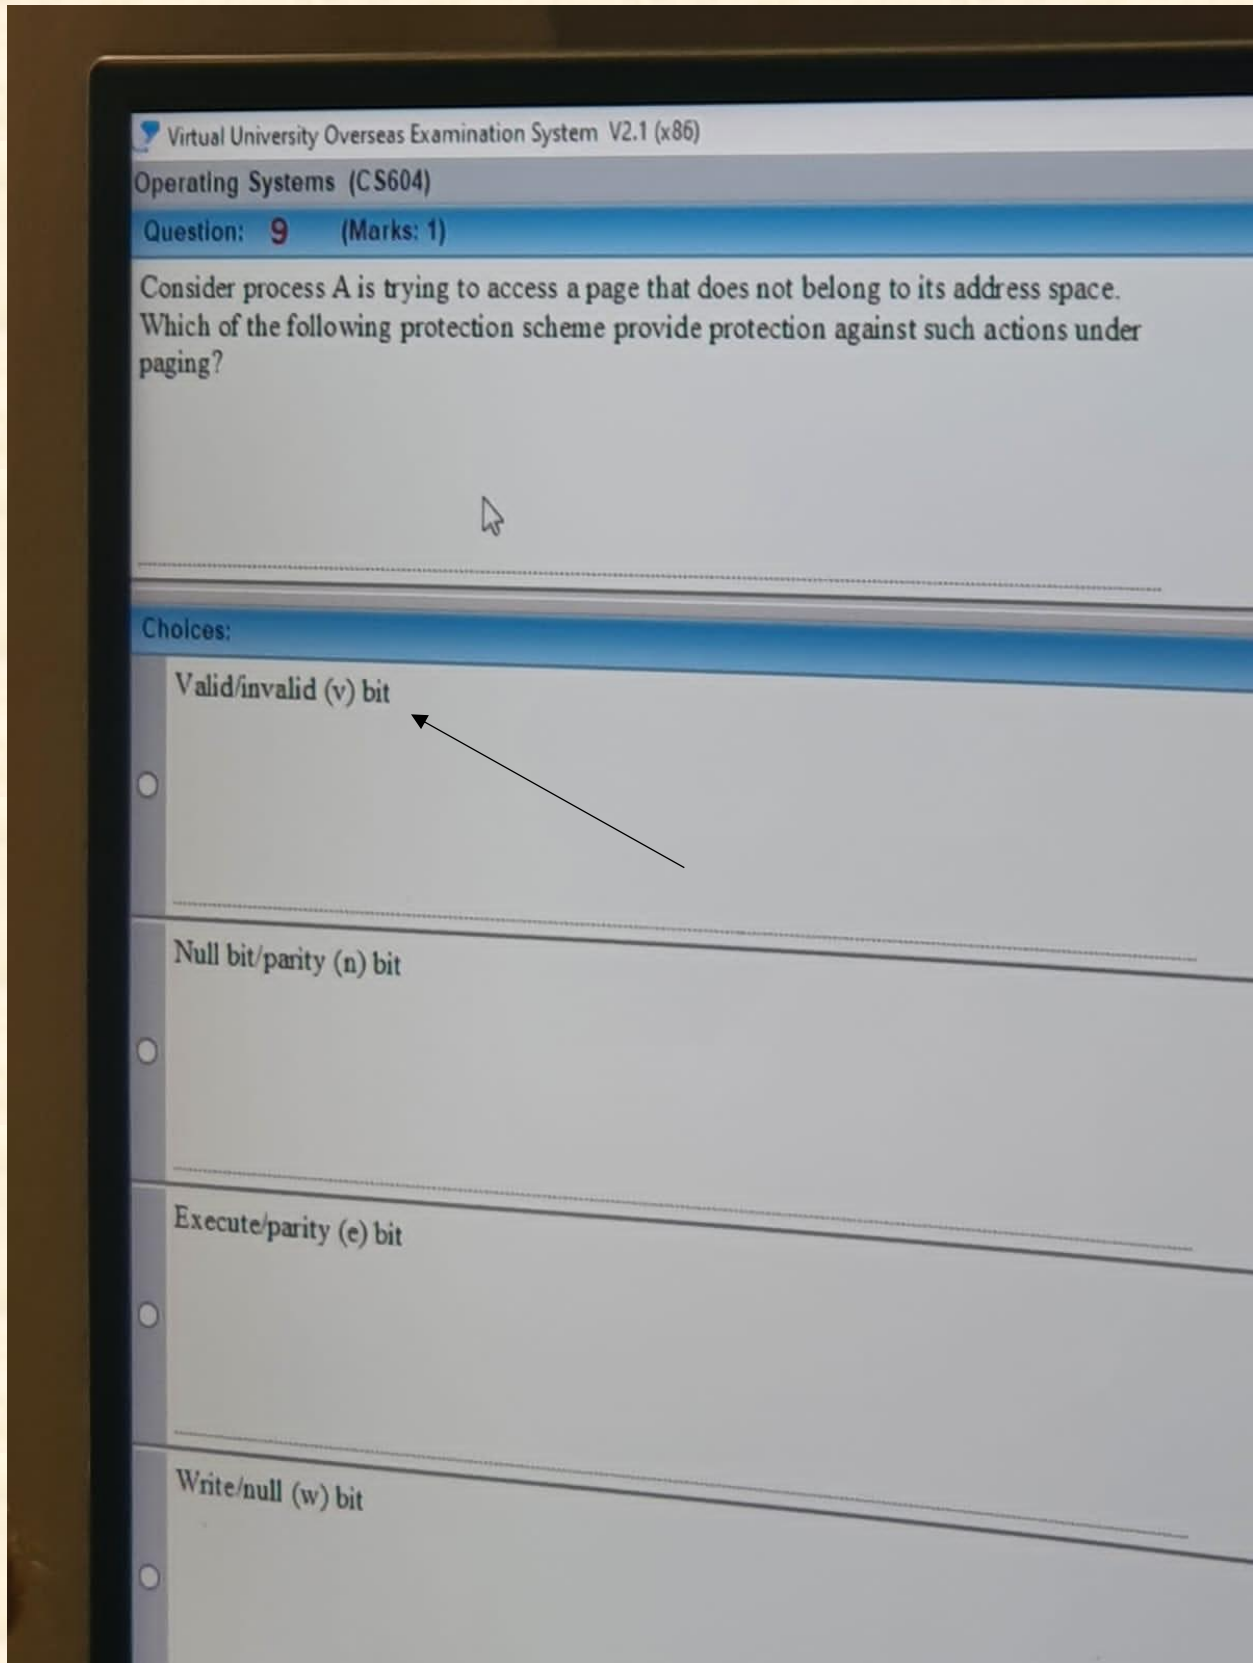 Virtual University Overseas Examination System V2.1 (x86)
Operating Systems (CS604)
Question: 9 (Marks: 1)
Consider process A is trying to access a page that does not belong to its address space.
Which of the following protection scheme provide protection against such actions under
paging?
Choices:
Valid/invalid (v) bit
Null bit/parity (n) bit
Execute/parity (e) bit
Write/null (w) bit